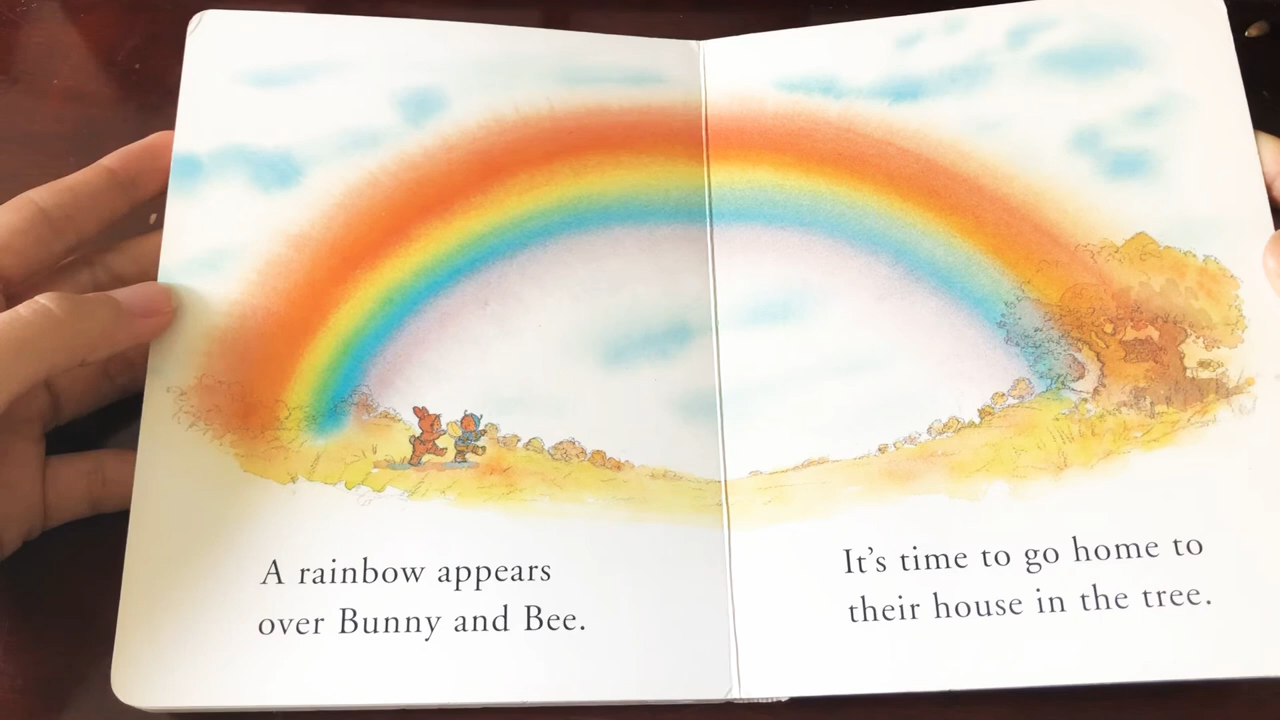 A rainbow appears
over Bunny and Bee.
It's time to go home to
their house in the tree.